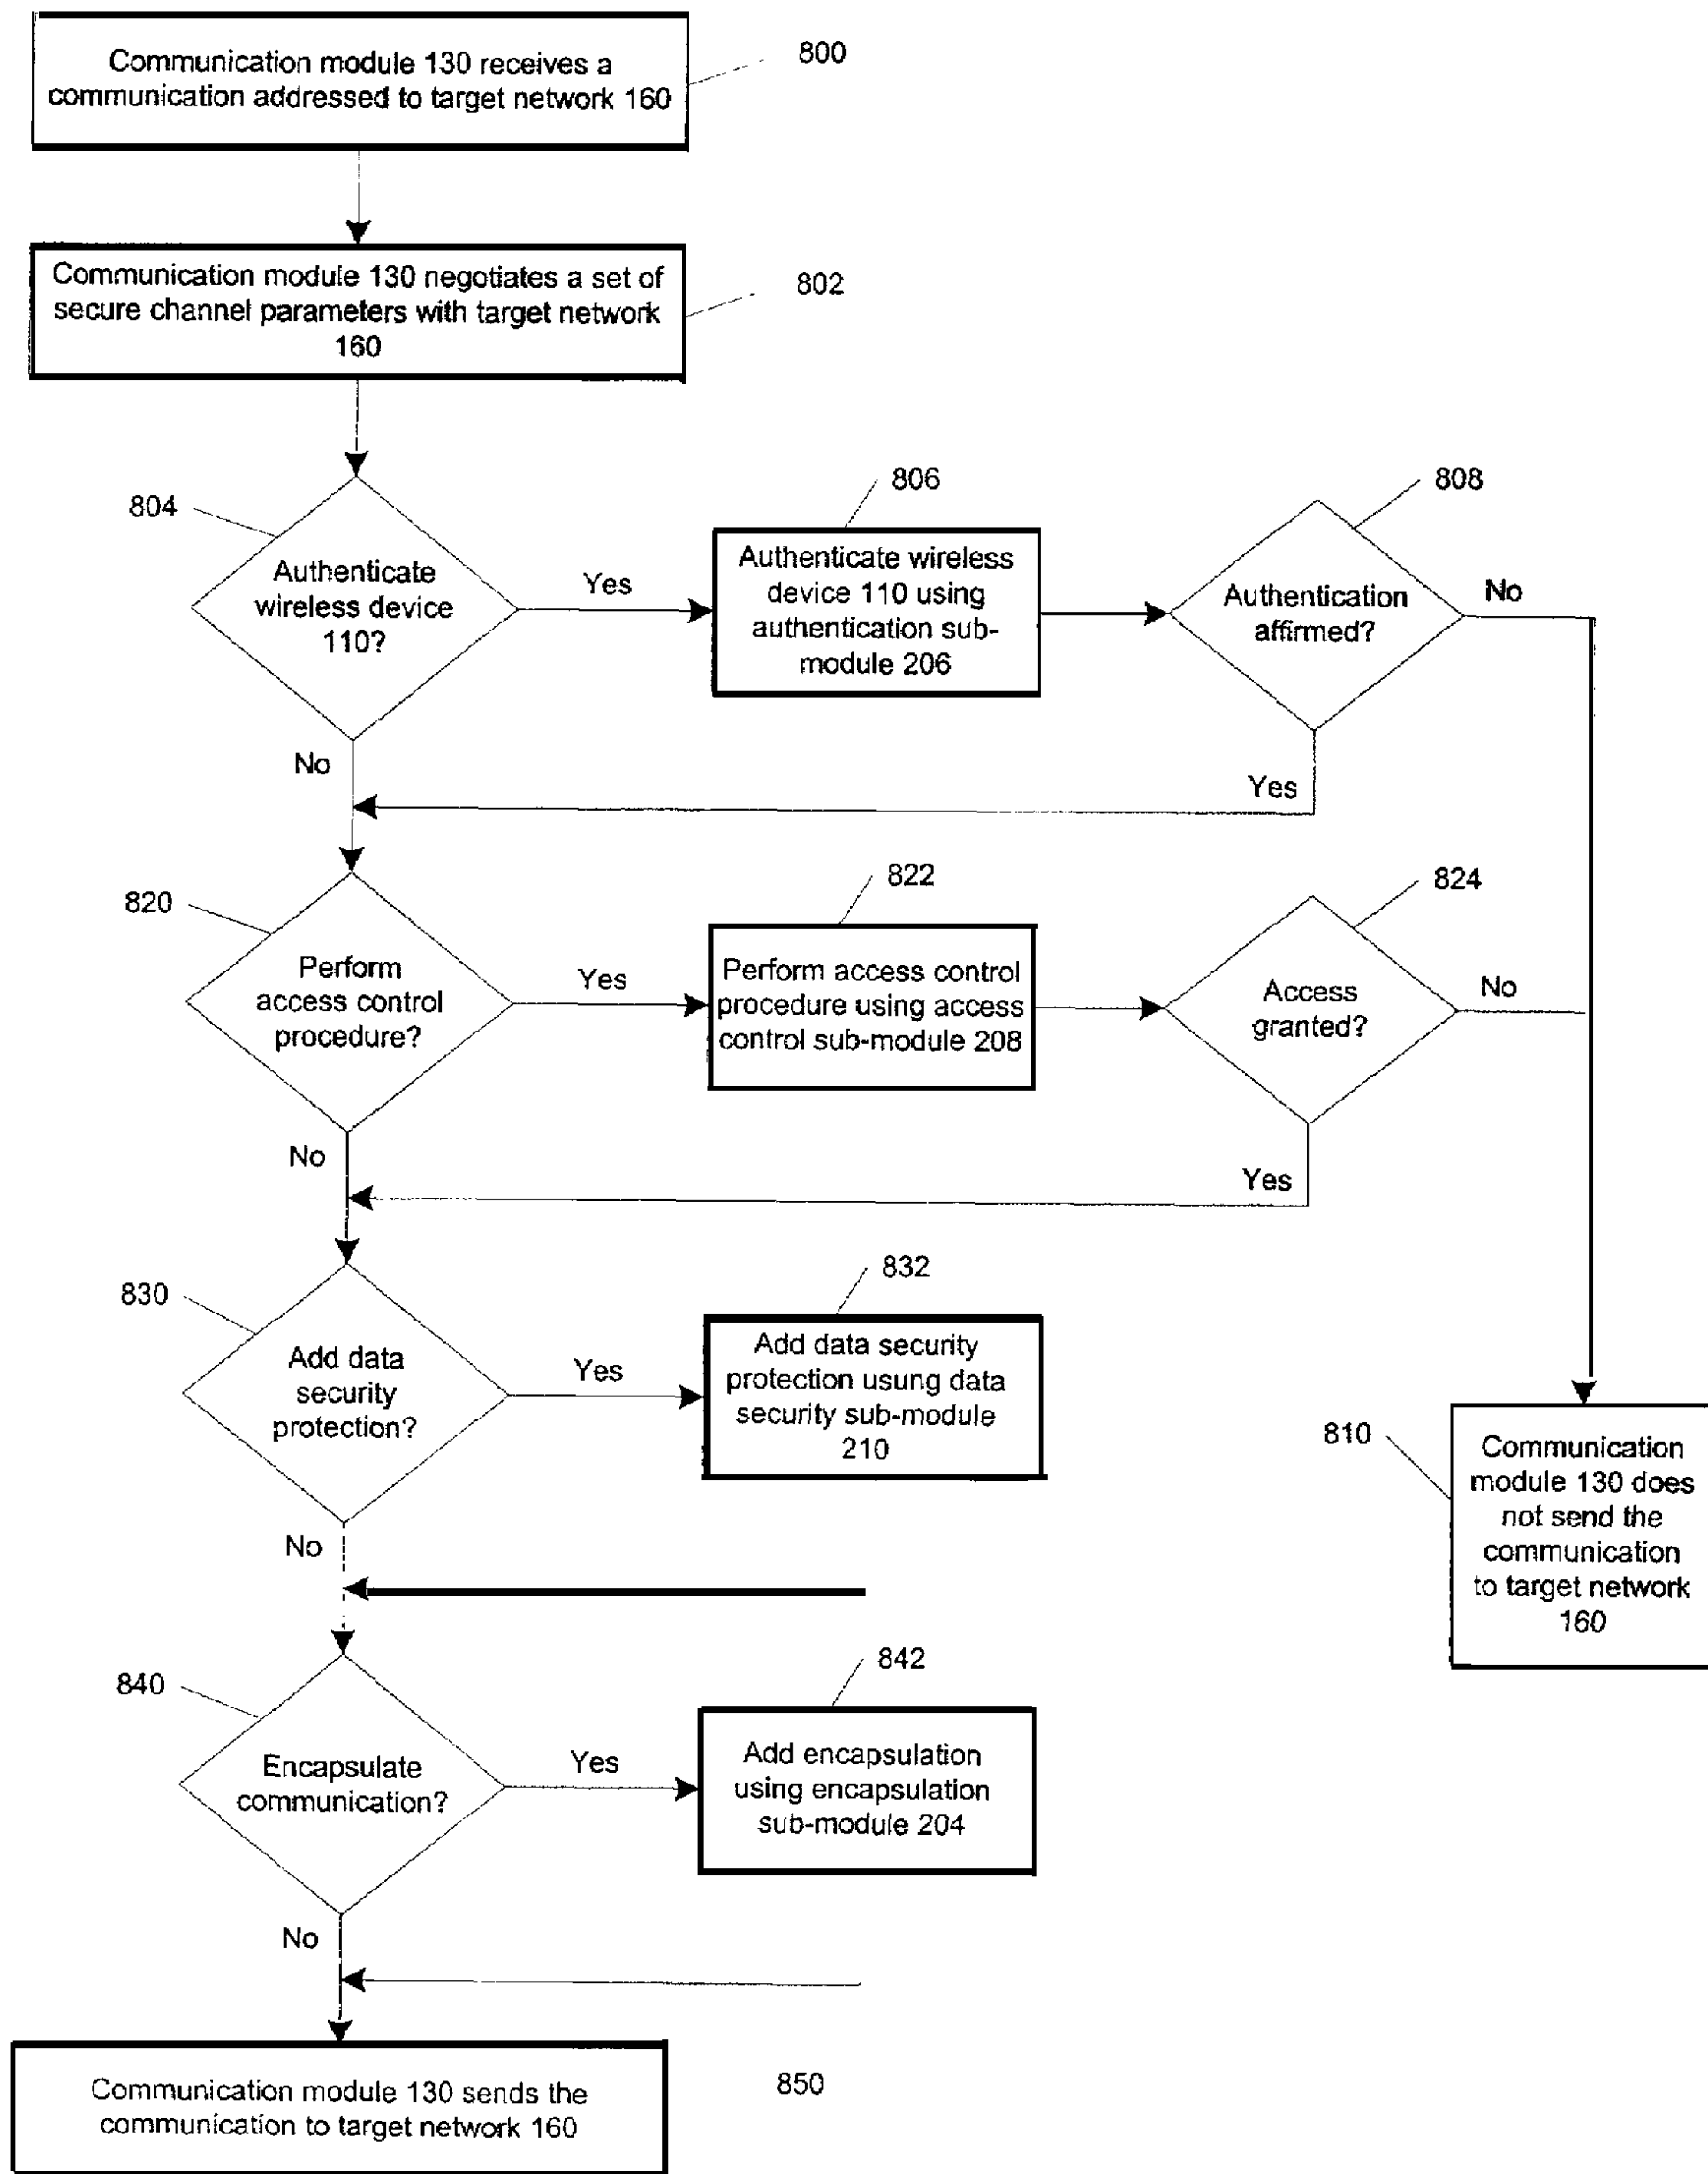 Communication module 130 receives a
communication addressed to target network 160
800
Communication module 130 negotiates a set of
secure channel parameters with target network
160
802
804
Authenticate
wireless device
110?
Yes
No
806
Authenticate wireless
device 110 using
authentication sub-
module 206
808
Authentication
affirmed?
No
Yes
820
Perform
access control
procedure?
Yes
No
822
Perform access control
procedure using access
control sub-module 208
824
Access
granted?
No
Yes
830
Add data
security
protection?
Yes
No
832
Add data security
protection usung data
security sub-module
210
810
Communication
module 130 does
not send the
communication
to target network
160
840
Encapsulate
communication?
Yes
No
842
Add encapsulation
using encapsulation
sub-module 204
Communication module 130 sends the
communication to target network 160
850